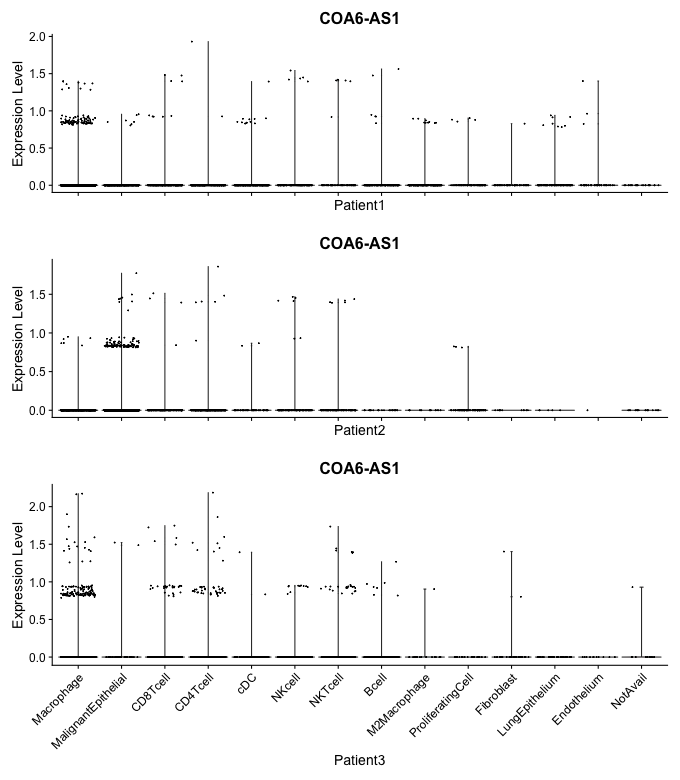 COA6-AS1
Expression Level
2.0
1.5
1.0
0.5
0.0
Patient1
COA6-AS1
Expression Level
1.5
1.0
0.5
0.0
Patient2
COA6-AS1
Expression Level
2.0
1.5
1.0
0.5
0.0
Macrophage
MalignantEpithelial
CD8Tcell
CD4Tcell
cDC
NKcell
NKTcell
Bcell
M2Macrophage
ProliferatingCell
Fibroblast
LungEpithelium
Endothelium
NotAvail
Patient3